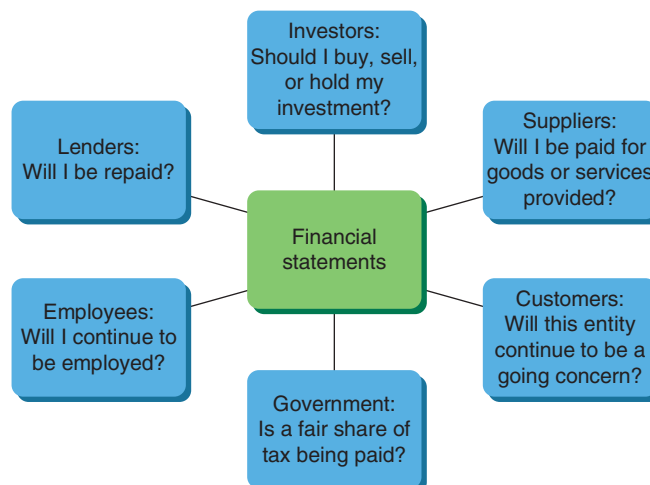 Investors:
Should I buy, sell,
or hold my
investment?
Lenders:
Will I be repaid?
Suppliers:
Will I be paid for
goods or services
provided?
Financial
statements
Employees:
Will I continue to
be employed?
Customers:
Will this entity
continue to be a
going concern?
Government:
Is a fair share of
tax being paid?